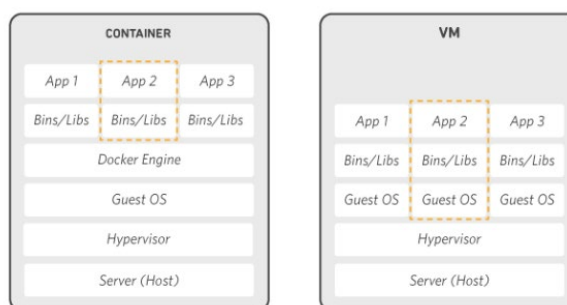 CONTAINER
App 1 App 2 App 3
Bins/Libs Bins/Libs Bins/Libs
Docker Engine
Guest OS
Hypervisor
Server (Host)
VM
App 1 App 2 App 3
Bins/Libs Bins/Libs Bins/Libs
Guest OS Guest OS Guest OS
Hypervisor
Server (Host)